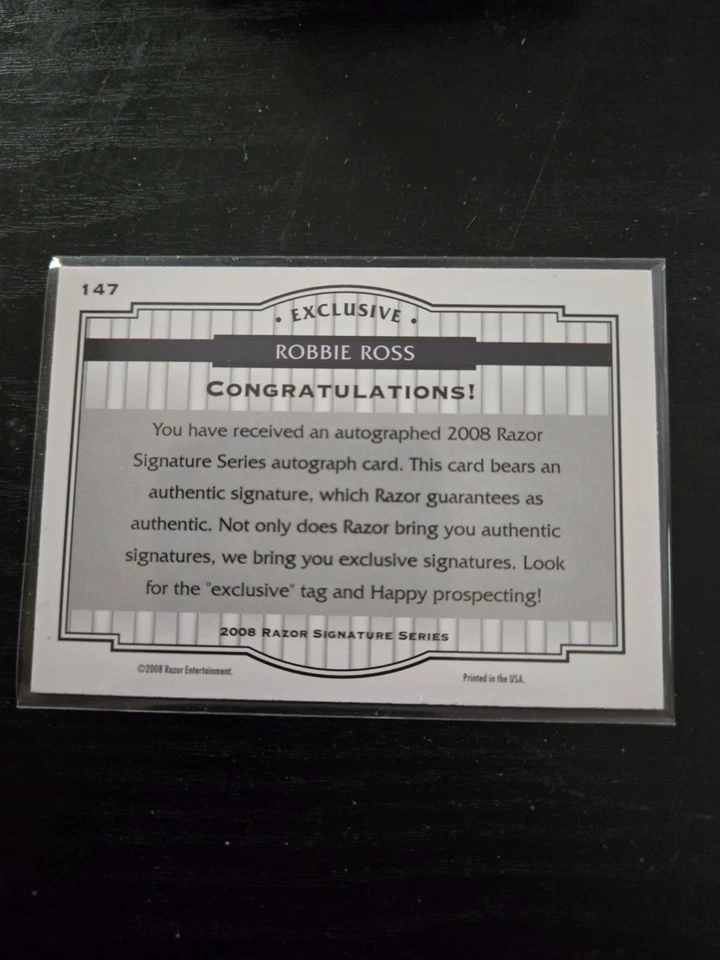 147
• EXCLUSIVE •
ROBBIE ROSS
CONGRATULATIONS!
You have received an autographed 2008 Razor
Signature Series autograph card. This card bears an
authentic signature, which Razor guarantees as
authentic. Not only does Razor bring you authentic
signatures, we bring you exclusive signatures. Look
for the "exclusive" tag and Happy prospecting!
2008 RAZOR SIGNATURE SERIES
©2008 Razor Entertainment.
Printed in the USA.